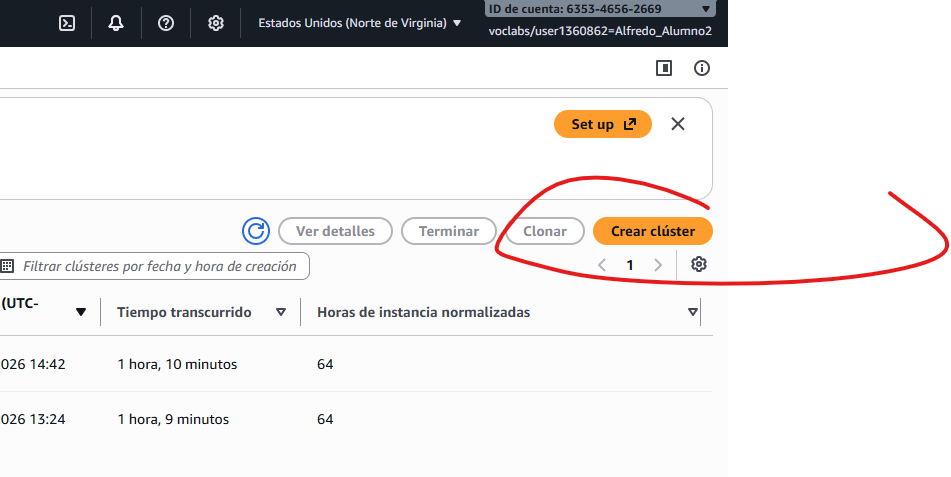 Estados Unidos (Norte de Virginia)
ID de cuenta: 6353-4656-2669
voclabs/user1360862=Alfredo_Alumno2
Set up
Ver detalles
Terminar
Clonar
Crear clúster
Filtrar clústeres por fecha y hora de creación
1
(UTC-
Tiempo transcurrido
Horas de instancia normalizadas
026 14:42
1 hora, 10 minutos
64
026 13:24
1 hora, 9 minutos
64